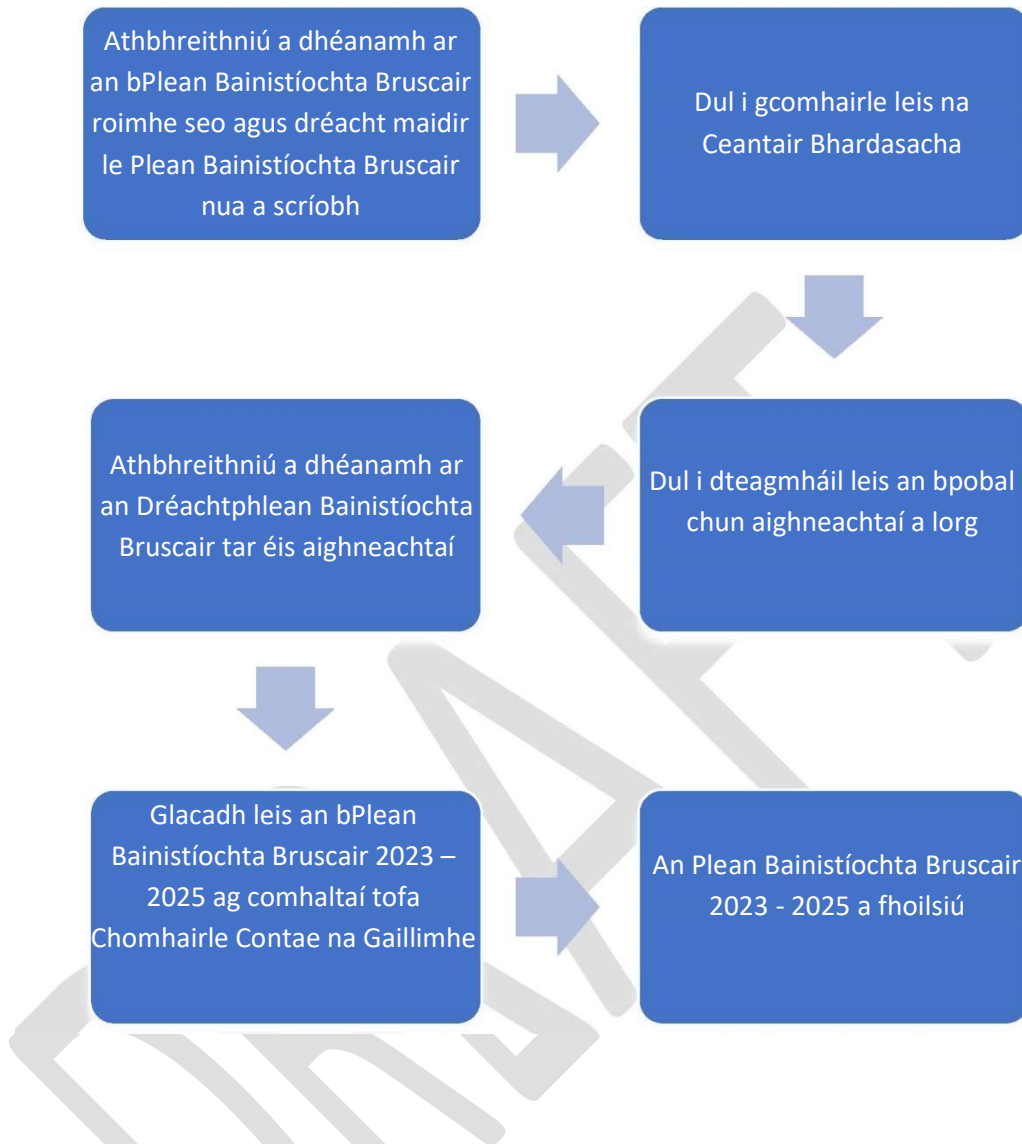 Athbhreithniú a dhéanamh ar
an bPlean Bainistíochta Bruscair
roimhe seo agus dréacht maidir
le Plean Bainistíochta Bruscair
nua a scríobh
Dul i gcomhairle leis na
Ceantair Bhardasacha
Dul i dteagmháil leis an bpobal
chun aighneachtaí a lorg
Athbhreithniú a dhéanamh ar
an Dréachtphlean Bainistíochta
Bruscair tar éis aighneachtaí
Glacadh leis an bPlean
Bainistíochta Bruscair 2023 –
2025 ag comhaltaí tofa
Chomhairle Contae na Gaillimhe
An Plean Bainistíochta Bruscair
2023 - 2025 a fhoilsiú
DRAFT